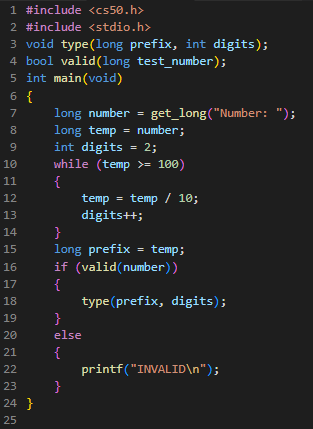 1 #include <cs50.h>
2 #include <stdio.h>
3 void type(long prefix, int digits);
4 bool valid(long test_number);
5 int main(void)
6 {
7     long number = get_long("Number: ");
8     long temp = number;
9     int digits = 2;
10     while (temp >= 100)
11     {
12         temp = temp / 10;
13         digits++;
14     }
15     long prefix = temp;
16     if (valid(number))
17     {
18         type(prefix, digits);
19     }
20     else
21     {
22         printf("INVALID\n");
23     }
24 }
25